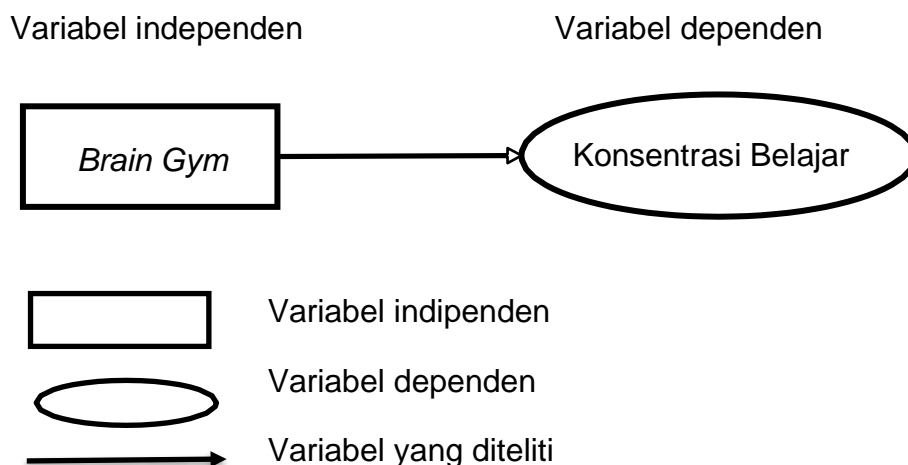 Variabel independen Variabel dependen
Brain Gym Konsentrasi Belajar
Variabel indipenden
Variabel dependen
Variabel yang diteliti